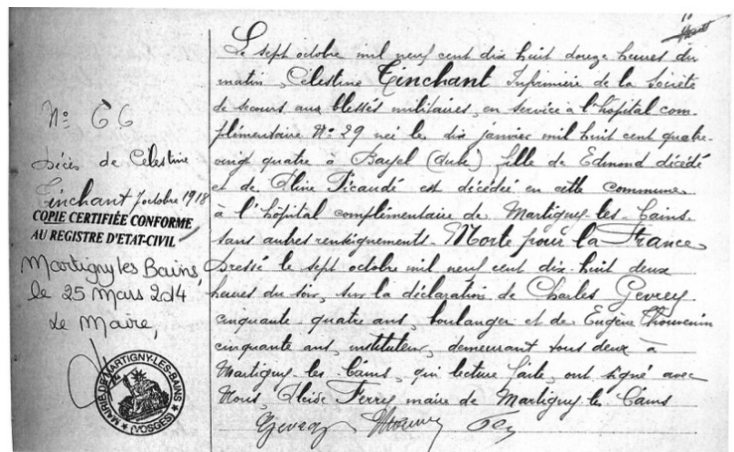 N° 66
Décès de Célestine
Tinchant 7 octobre 1918
COPIE CERTIFIÉE CONFORME
AU REGISTRE D'ETAT-CIVIL
Martigny les Bains,
le 25 Mars 2014
Le Maire,
MAIRIE DE MARTIGNY-LES-BAINS
(VOSGES)
Le sept octobre mil neuf cent dix huit douze heures du
matin, Célestine Tinchant Infirmière de la Société
de secours aux blessés militaires, en service à l'hôpital com-
plémentaire N° 29 née le dix janvier mil huit cent quatre-
vingt quatre à Bayel (Aube) fille de Edmond décédé
et de Picaudé est décédée en cette commune
à l'hôpital complémentaire de Martigny-les-Bains.
sans autres renseignements. Morte pour la France
Dressé le sept octobre mil neuf cent dix-huit deux
heures du soir, sur la déclaration de Charles Gevrey
cinquante-quatre ans, boulanger et de Eugène Thouvenin
cinquante ans, instituteur, demeurant tous deux à
Martigny les Bains, qui lecture faite, ont signé avec
Nous, Ferry maire de Martigny les Bains
Gevrey